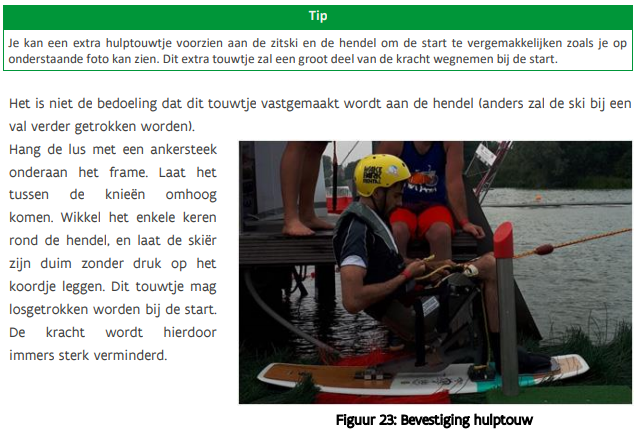 Tip
Je kan een extra hulptouwtje voorzien aan de zitski en de hendel om de start te vergemakkelijken zoals je op
onderstaande foto kan zien. Dit extra touwtje zal een groot deel van de kracht wegnemen bij de start.
Het is niet de bedoeling dat dit touwtje vastgemaakt wordt aan de hendel (anders zal de ski bij een
val verder getrokken worden).
Hang de lus met een ankersteek
onderaan het frame. Laat het
tussen de knieën omhoog
komen. Wikkel het enkele keren
rond de hendel, en laat de skiër
zijn duim zonder druk op het
koordje leggen. Dit touwtje mag
losgetrokken worden bij de start.
De kracht wordt hierdoor
immers sterk verminderd.
Figuur 23: Bevestiging hulptouw